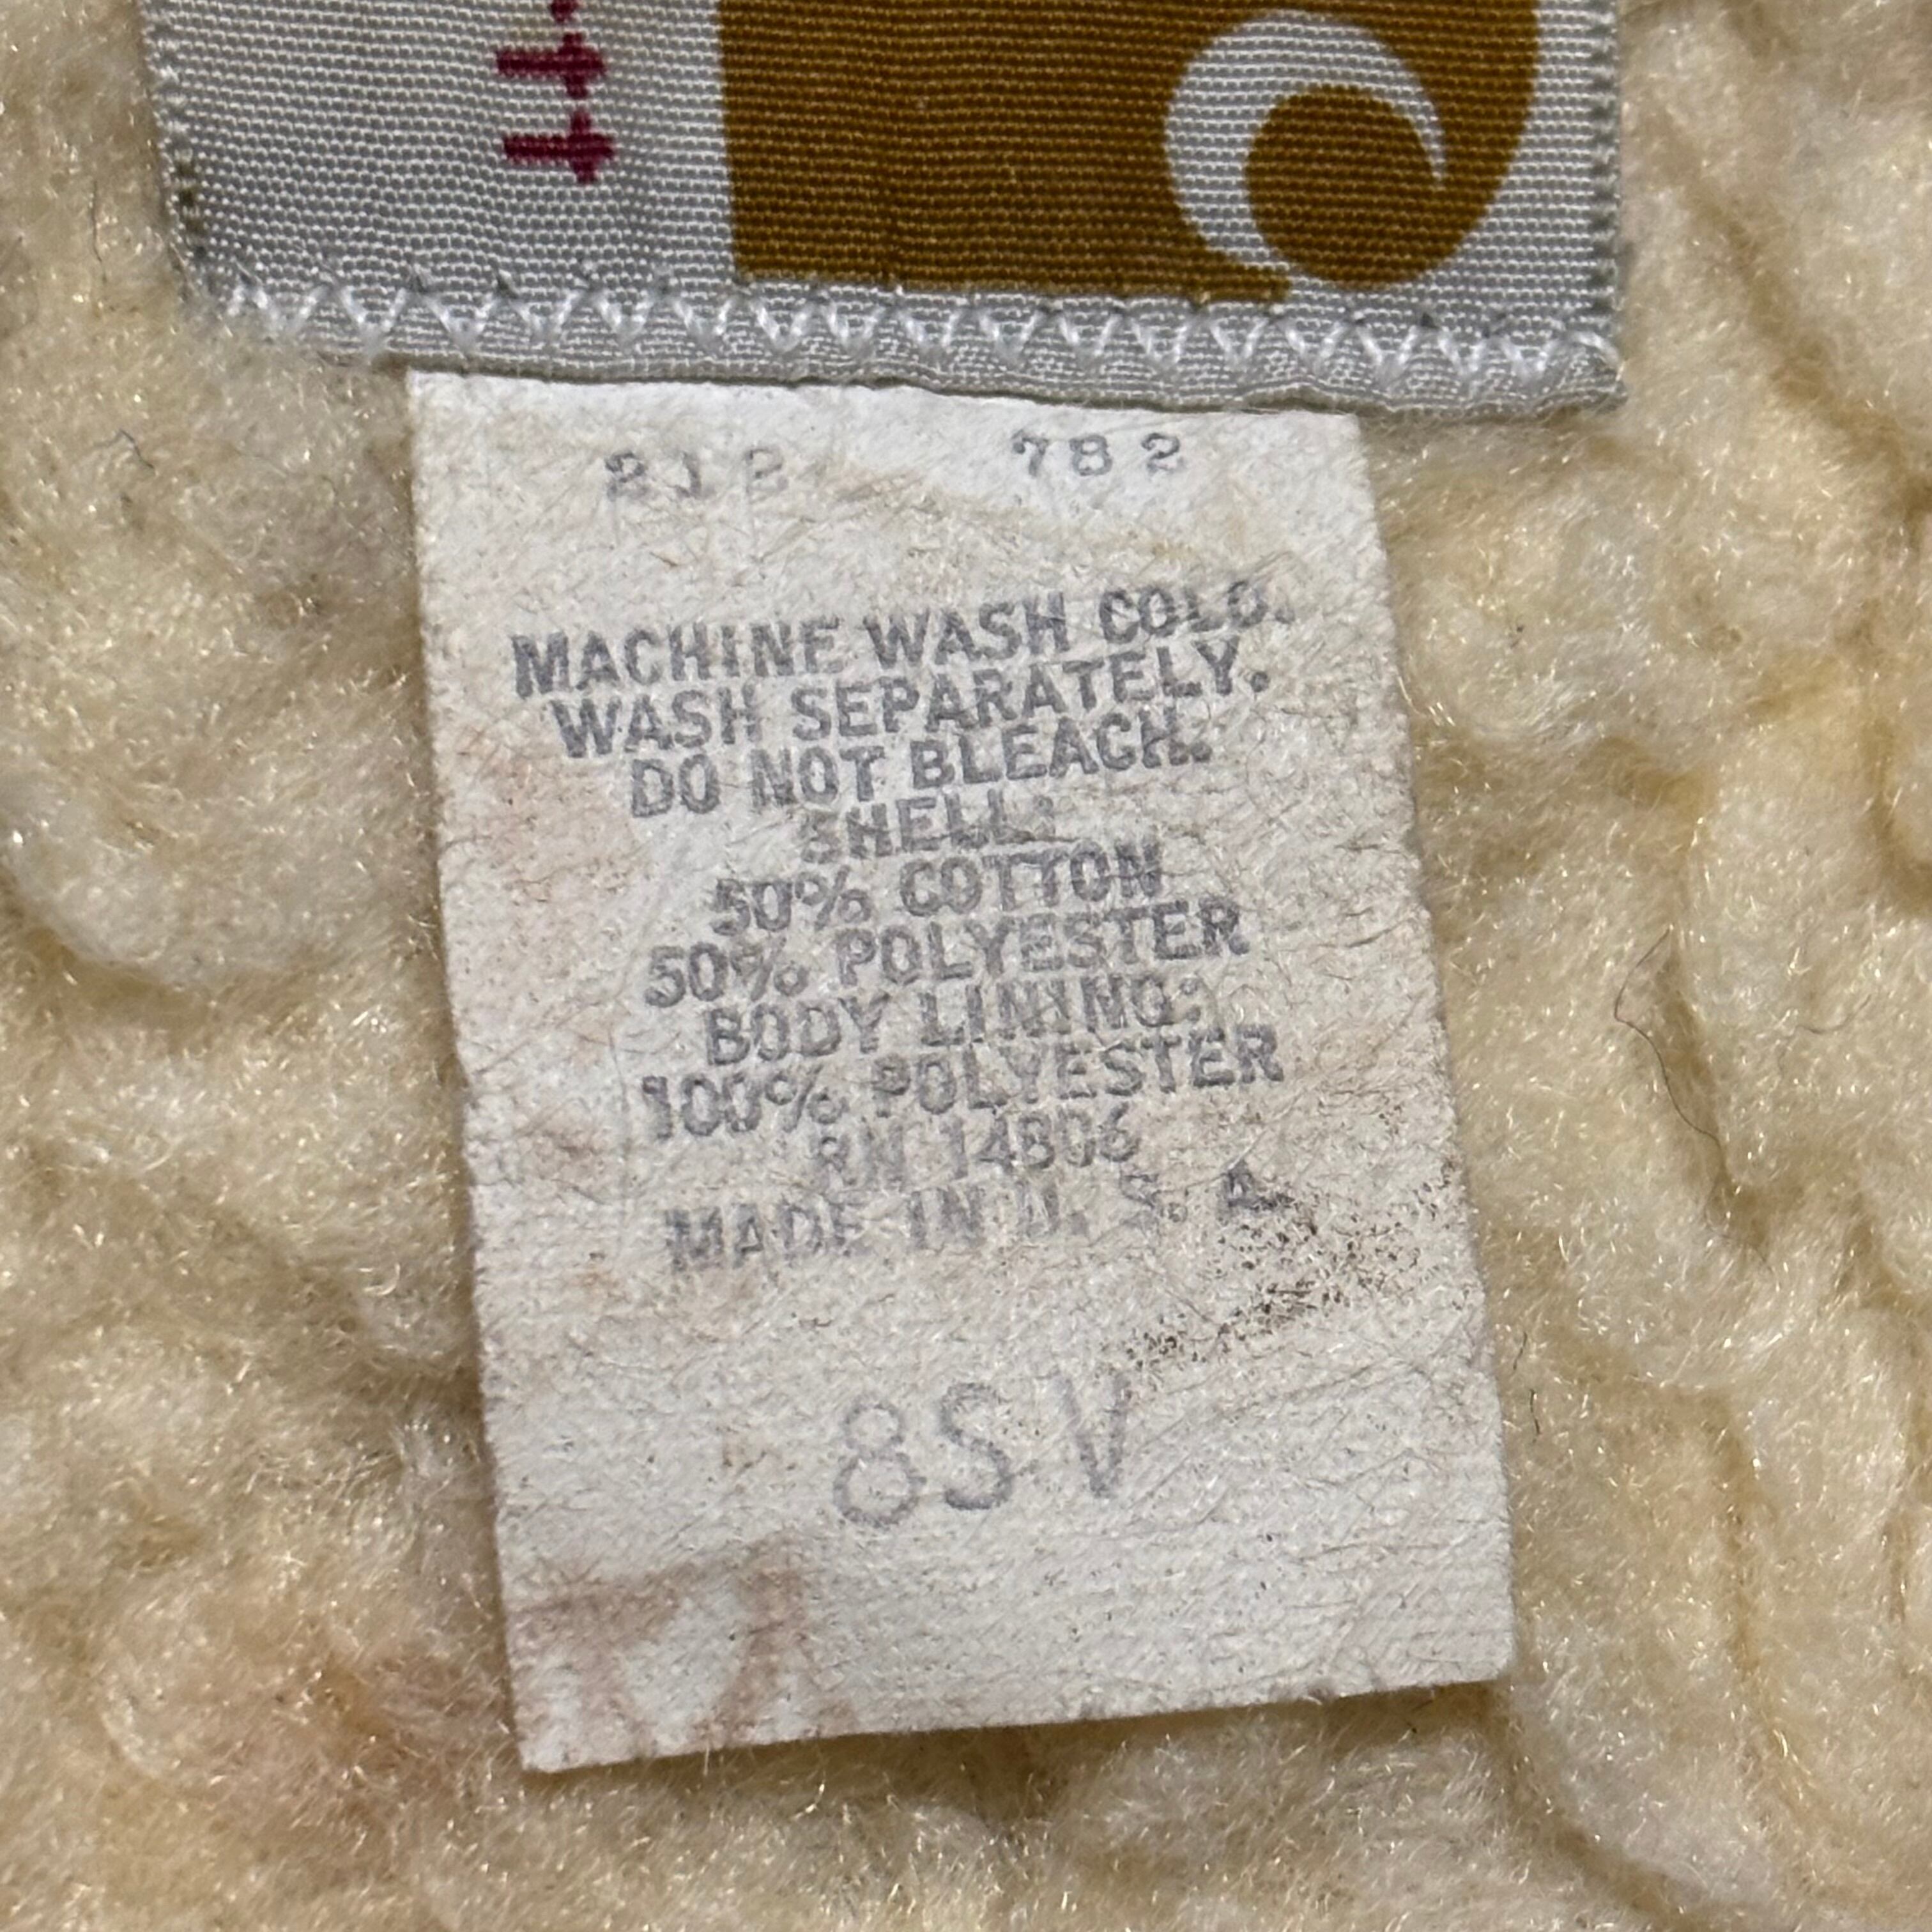 212 782
MACHINE WASH COLD.
WASH SEPARATELY.
DO NOT BLEACH.
SHELL:
50% COTTON
50% POLYESTER
BODY LINING:
100% POLYESTER
RN 14806
MADE IN U. S. A.
8SV